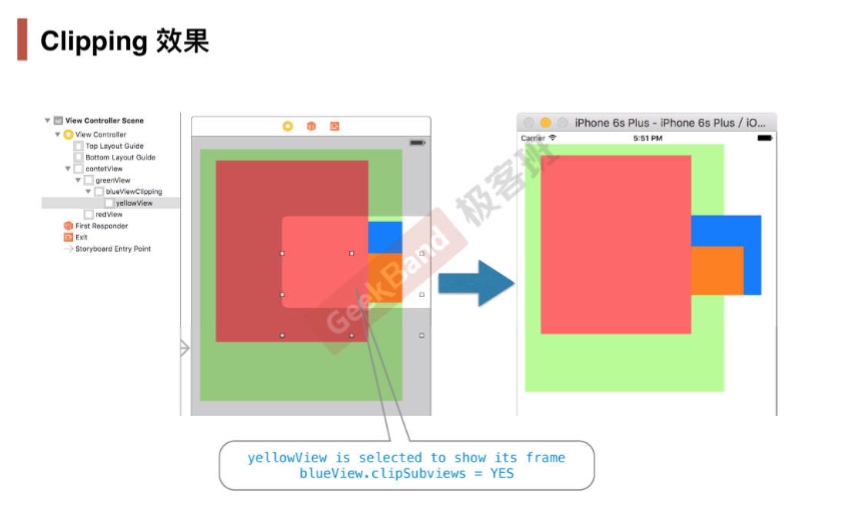 Clipping 效果
View Controller Scene
View Controller
Top Layout Guide
Bottom Layout Guide
contetView
greenView
blueViewClipping
yellowView
redView
First Responder
Exit
Storyboard Entry Point
iPhone 6s Plus - iPhone 6s Plus / iO...
Carrier
5:51 PM
GeekBand 极客班
yellowView is selected to show its frame
blueView.clipSubviews = YES